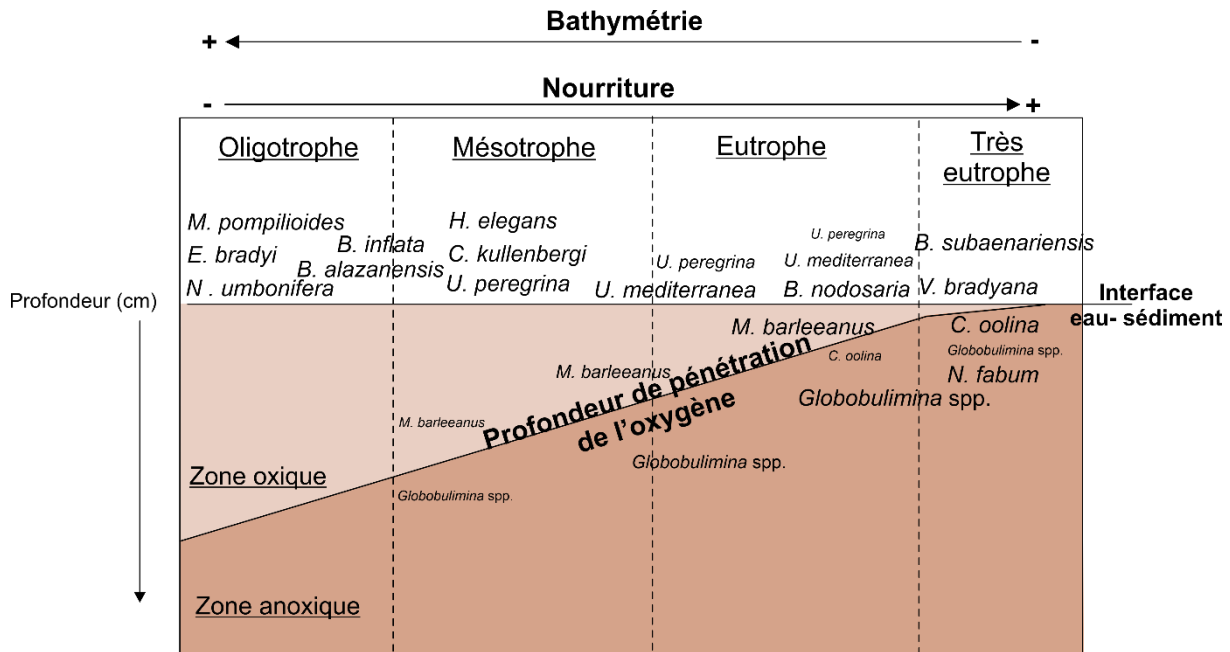 Bathymétrie
+ -
Nourriture
- +
Oligotrophe
Mésotrophe
Eutrophe
Très
eutrophe
M. pompilioides
E. bradyi
N . umbonifera
B. inflata
B. alazanensis
H. elegans
C. kullenbergi
U. peregrina
U. mediterranea
U. peregrina
U. peregrina
U. mediterranea
B. nodosaria
B. subaenariensis
V. bradyana
Profondeur (cm)
Interface
eau- sédiment
M. barleeanus
M. barleeanus
M. barleeanus
C. oolina
C. oolina
Globobulimina spp.
N. fabum
Globobulimina spp.
Globobulimina spp.
Globobulimina spp.
Profondeur de pénétration
de l'oxygène
Zone oxique
Zone anoxique